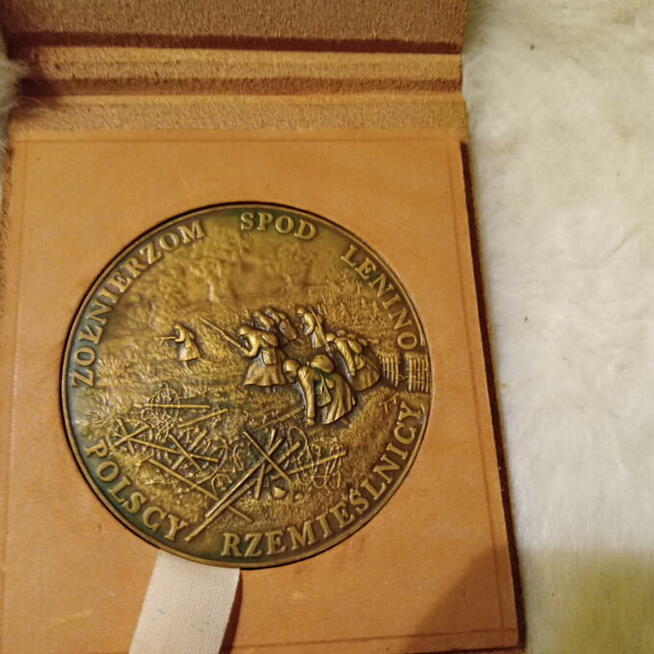 ŻOŁNIERZOM SPOD LENINO
POLSCY RZEMIEŚLNICY